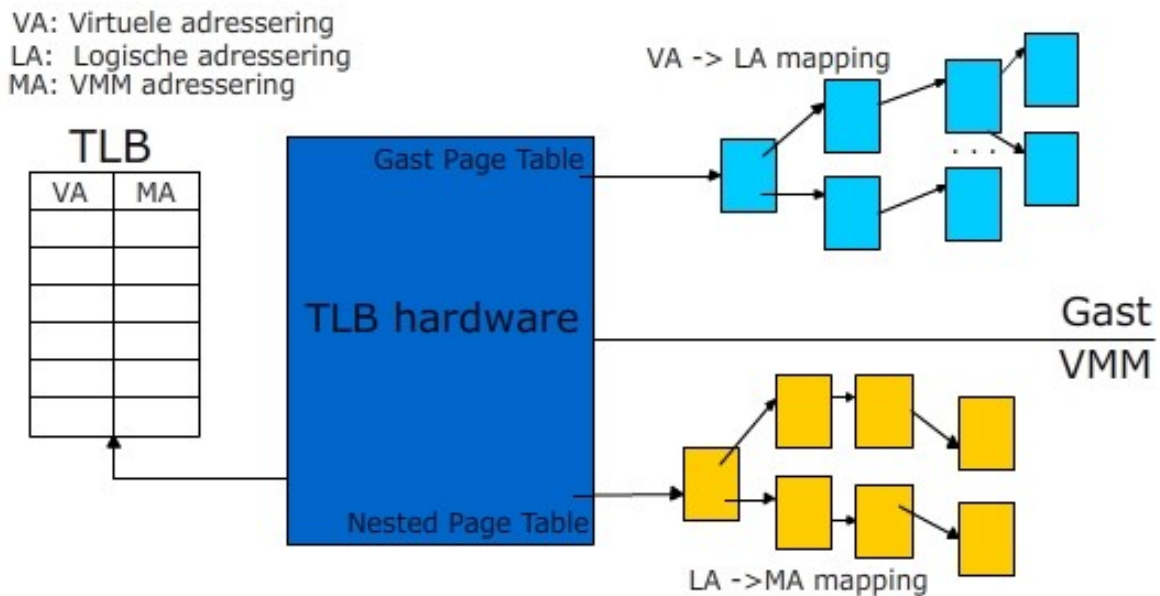 VA: Virtuele adressering
LA: Logische adressering
MA: VMM adressering
TLB
VA MA
Gast Page Table
TLB hardware
Nested Page Table
VA -> LA mapping
. . .
Gast
VMM
LA ->MA mapping